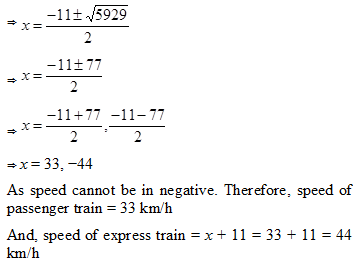 ⇒ x = (−11 ± √5929) / 2
⇒ x = (−11 ± 77) / 2
⇒ x = (−11 + 77) / 2 , (−11 − 77) / 2
⇒ x = 33, −44
As speed cannot be in negative. Therefore, speed of
passenger train = 33 km/h
And, speed of express train = x + 11 = 33 + 11 = 44
km/h